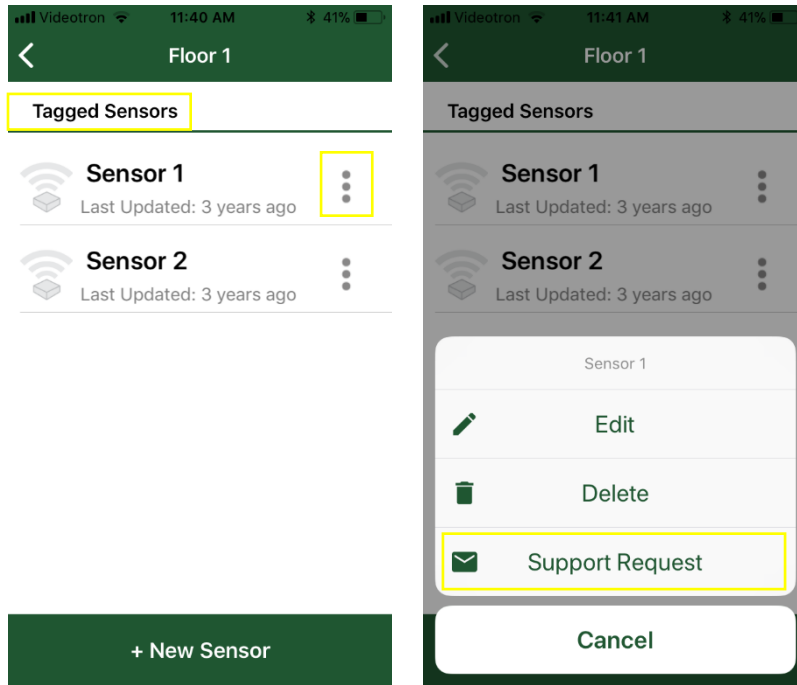 Videotron 11:40 AM 41%
Floor 1
Tagged Sensors
Sensor 1
Last Updated: 3 years ago
Sensor 2
Last Updated: 3 years ago
+ New Sensor
Videotron 11:41 AM 41%
Floor 1
Tagged Sensors
Sensor 1
Last Updated: 3 years ago
Sensor 2
Last Updated: 3 years ago
Sensor 1
Edit
Delete
Support Request
Cancel